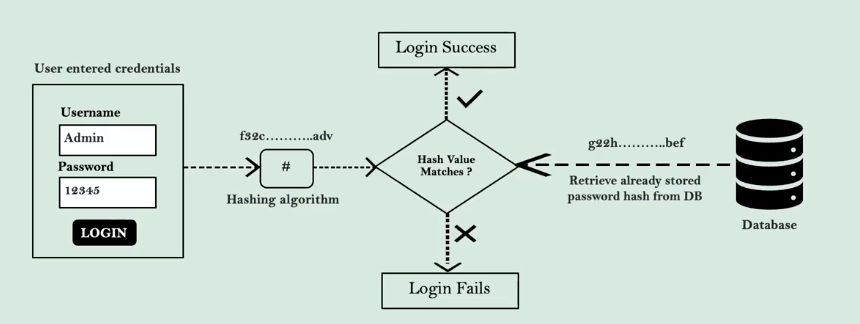 Login Success
User entered credentials
Username
Admin
Password
12345
LOGIN
f32c...........adv
#
Hashing algorithm
Hash Value
Matches ?
g22h...........bef
Retrieve already stored
password hash from DB
Database
Login Fails